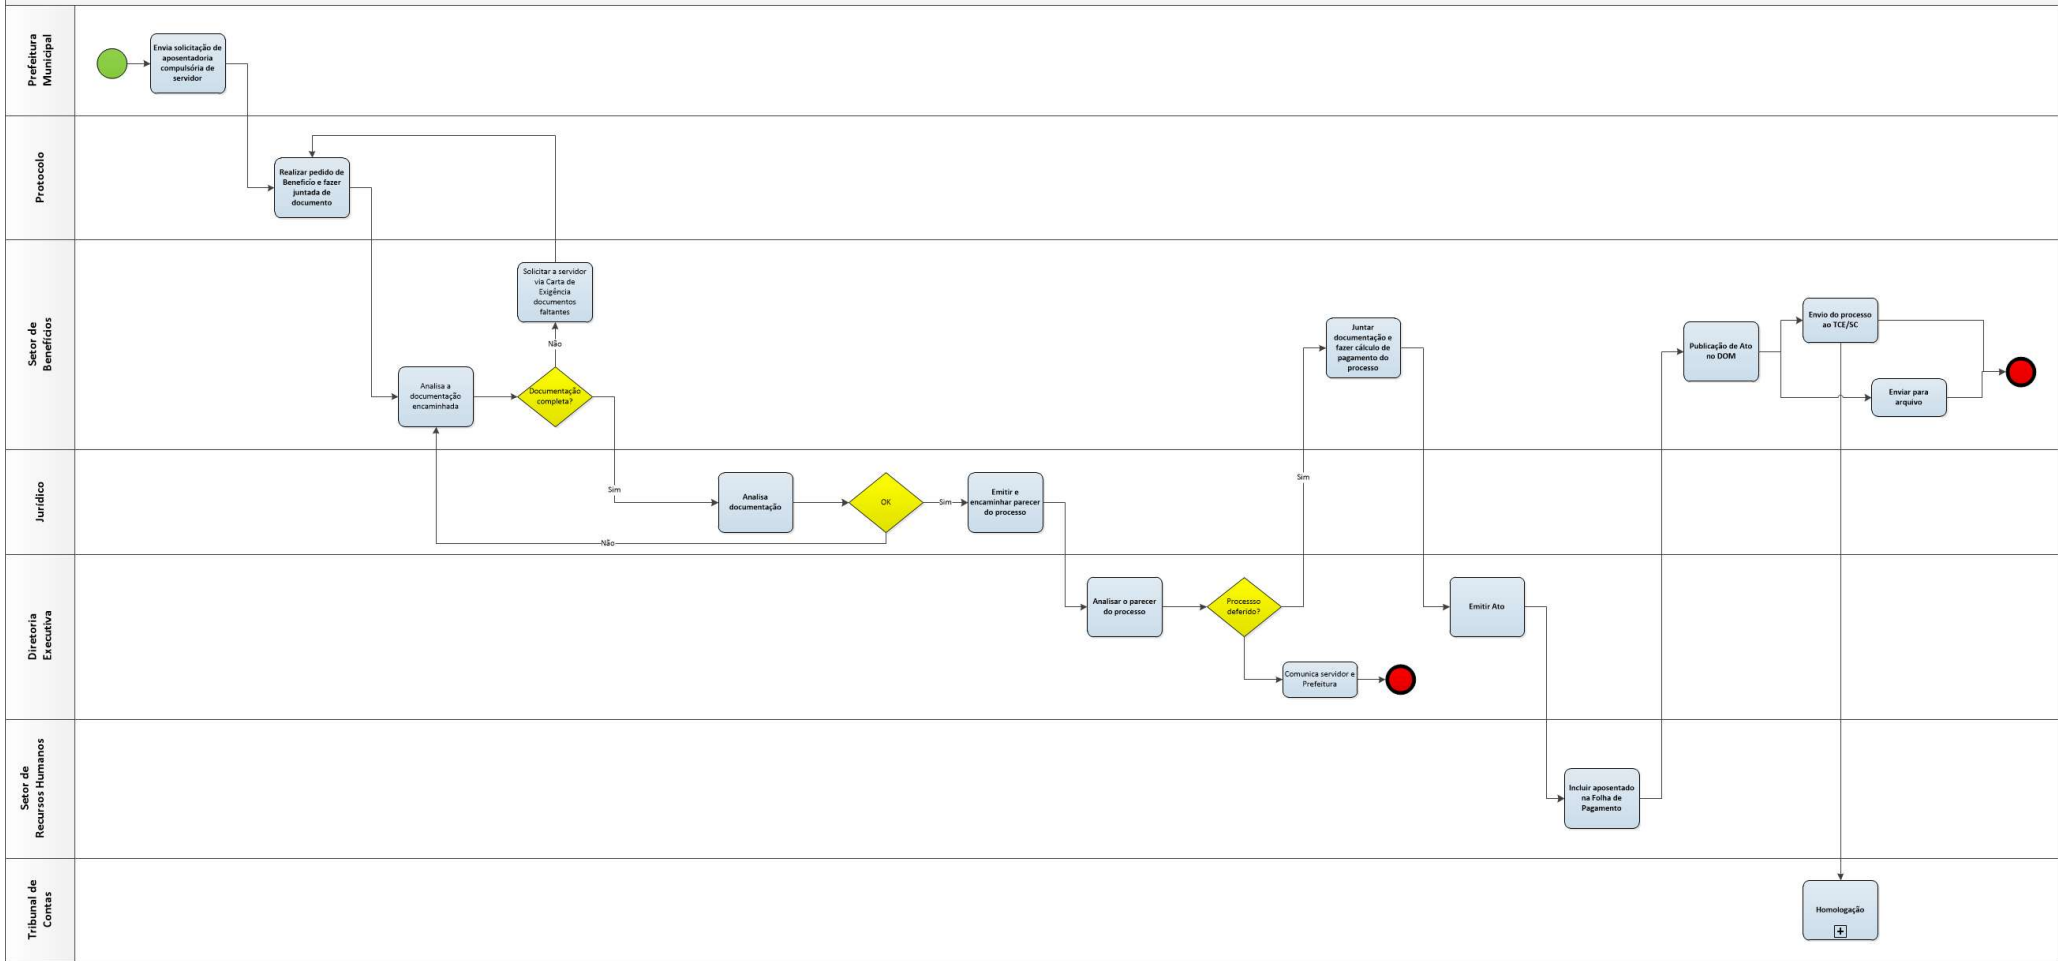 Prefeitura
Municipal
Envia solicitação de
aposentadoria
compulsória de
servidor
Protocolo
Realizar pedido de
Benefício e fazer
juntada de
documento
Setor de
Benefícios
Solicitar a servidor
via Carta de
Exigência
documentos
faltantes
Não
Analisa a
documentação
encaminhada
Documentação
completa?
Juntar
documentação e
fazer cálculo de
pagamento do
processo
Publicação de Ato
no DOM
Envio do processo
ao TCE/SC
Enviar para
arquivo
Jurídico
Sim
Analisa
documentação
OK
Sim
Emitir e
encaminhar parecer
do processo
Sim
Não
Diretoria
Executiva
Analisar o parecer
do processo
Processso
deferido?
Emitir Ato
Comunica servidor e
Prefeitura
Setor de
Recursos Humanos
Incluir aposentado
na Folha de
Pagamento
Tribunal de
Contas
Homologação